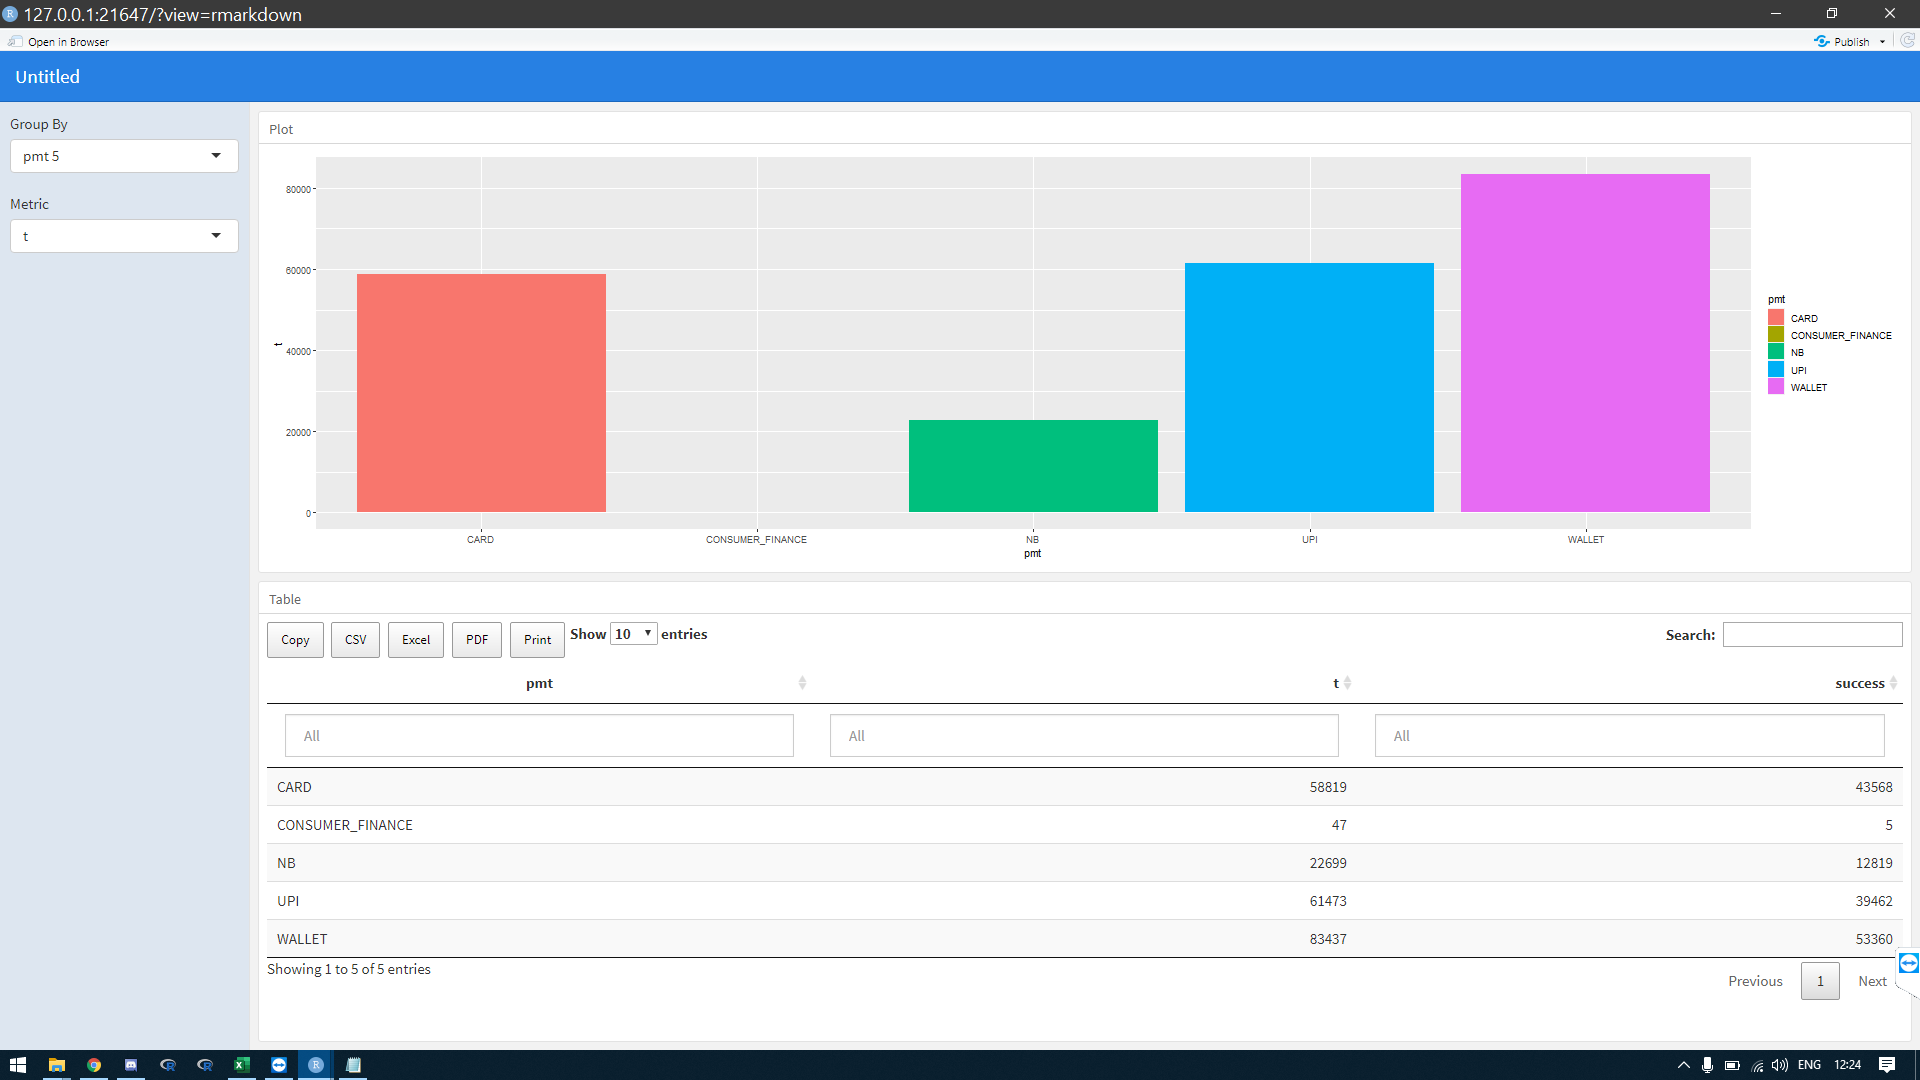 127.0.0.1:21647/?view=rmarkdown
Open in Browser
Publish
Untitled
Group By
pmt 5
Metric
t
Plot
80000
60000
40000
20000
0
t
CARD
CONSUMER_FINANCE
NB
UPI
WALLET
pmt
pmt
CARD
CONSUMER_FINANCE
NB
UPI
WALLET
Table
Copy CSV Excel PDF Print Show 10 entries Search:
pmt t success
All All All
CARD 58819 43568
CONSUMER_FINANCE 47 5
NB 22699 12819
UPI 61473 39462
WALLET 83437 53360
Showing 1 to 5 of 5 entries
Previous 1 Next
ENG 12:24